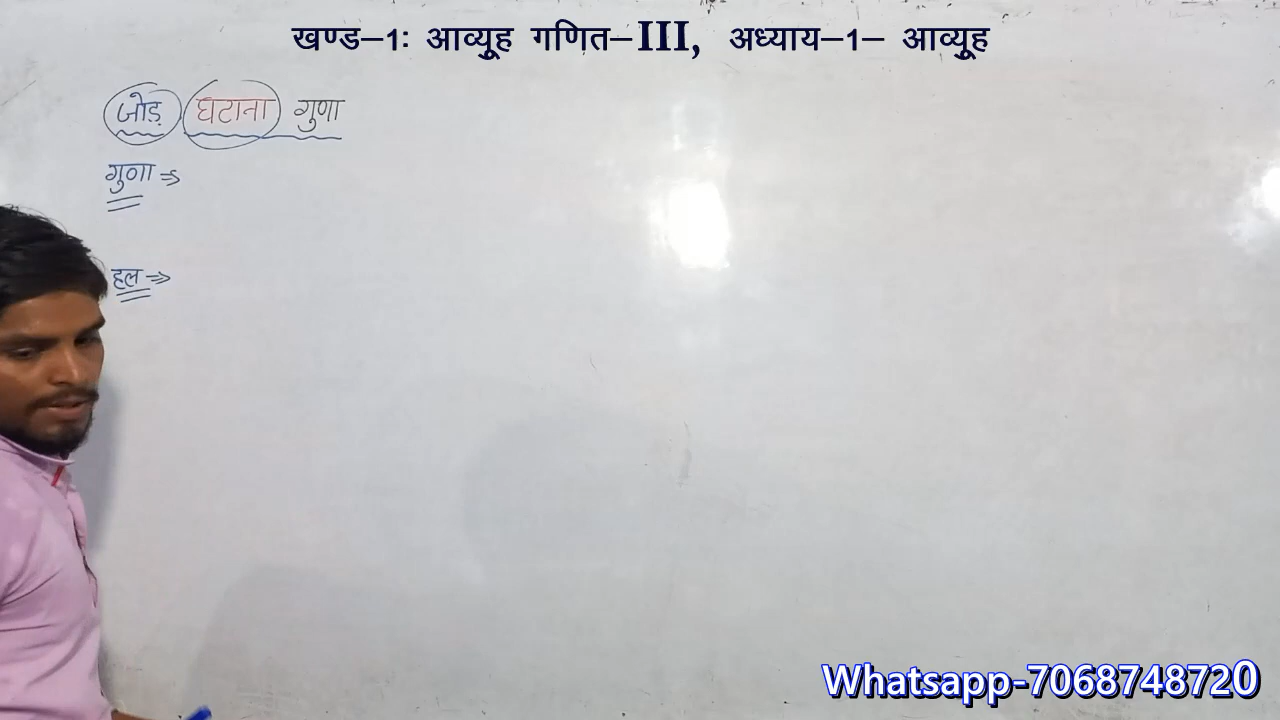 खण्ड–1: आव्यूह गणित–III, अध्याय–1– आव्यूह
जोड़ घटाना गुणा
गुणा ⇒
हल ⇒
Whatsapp-7068748720